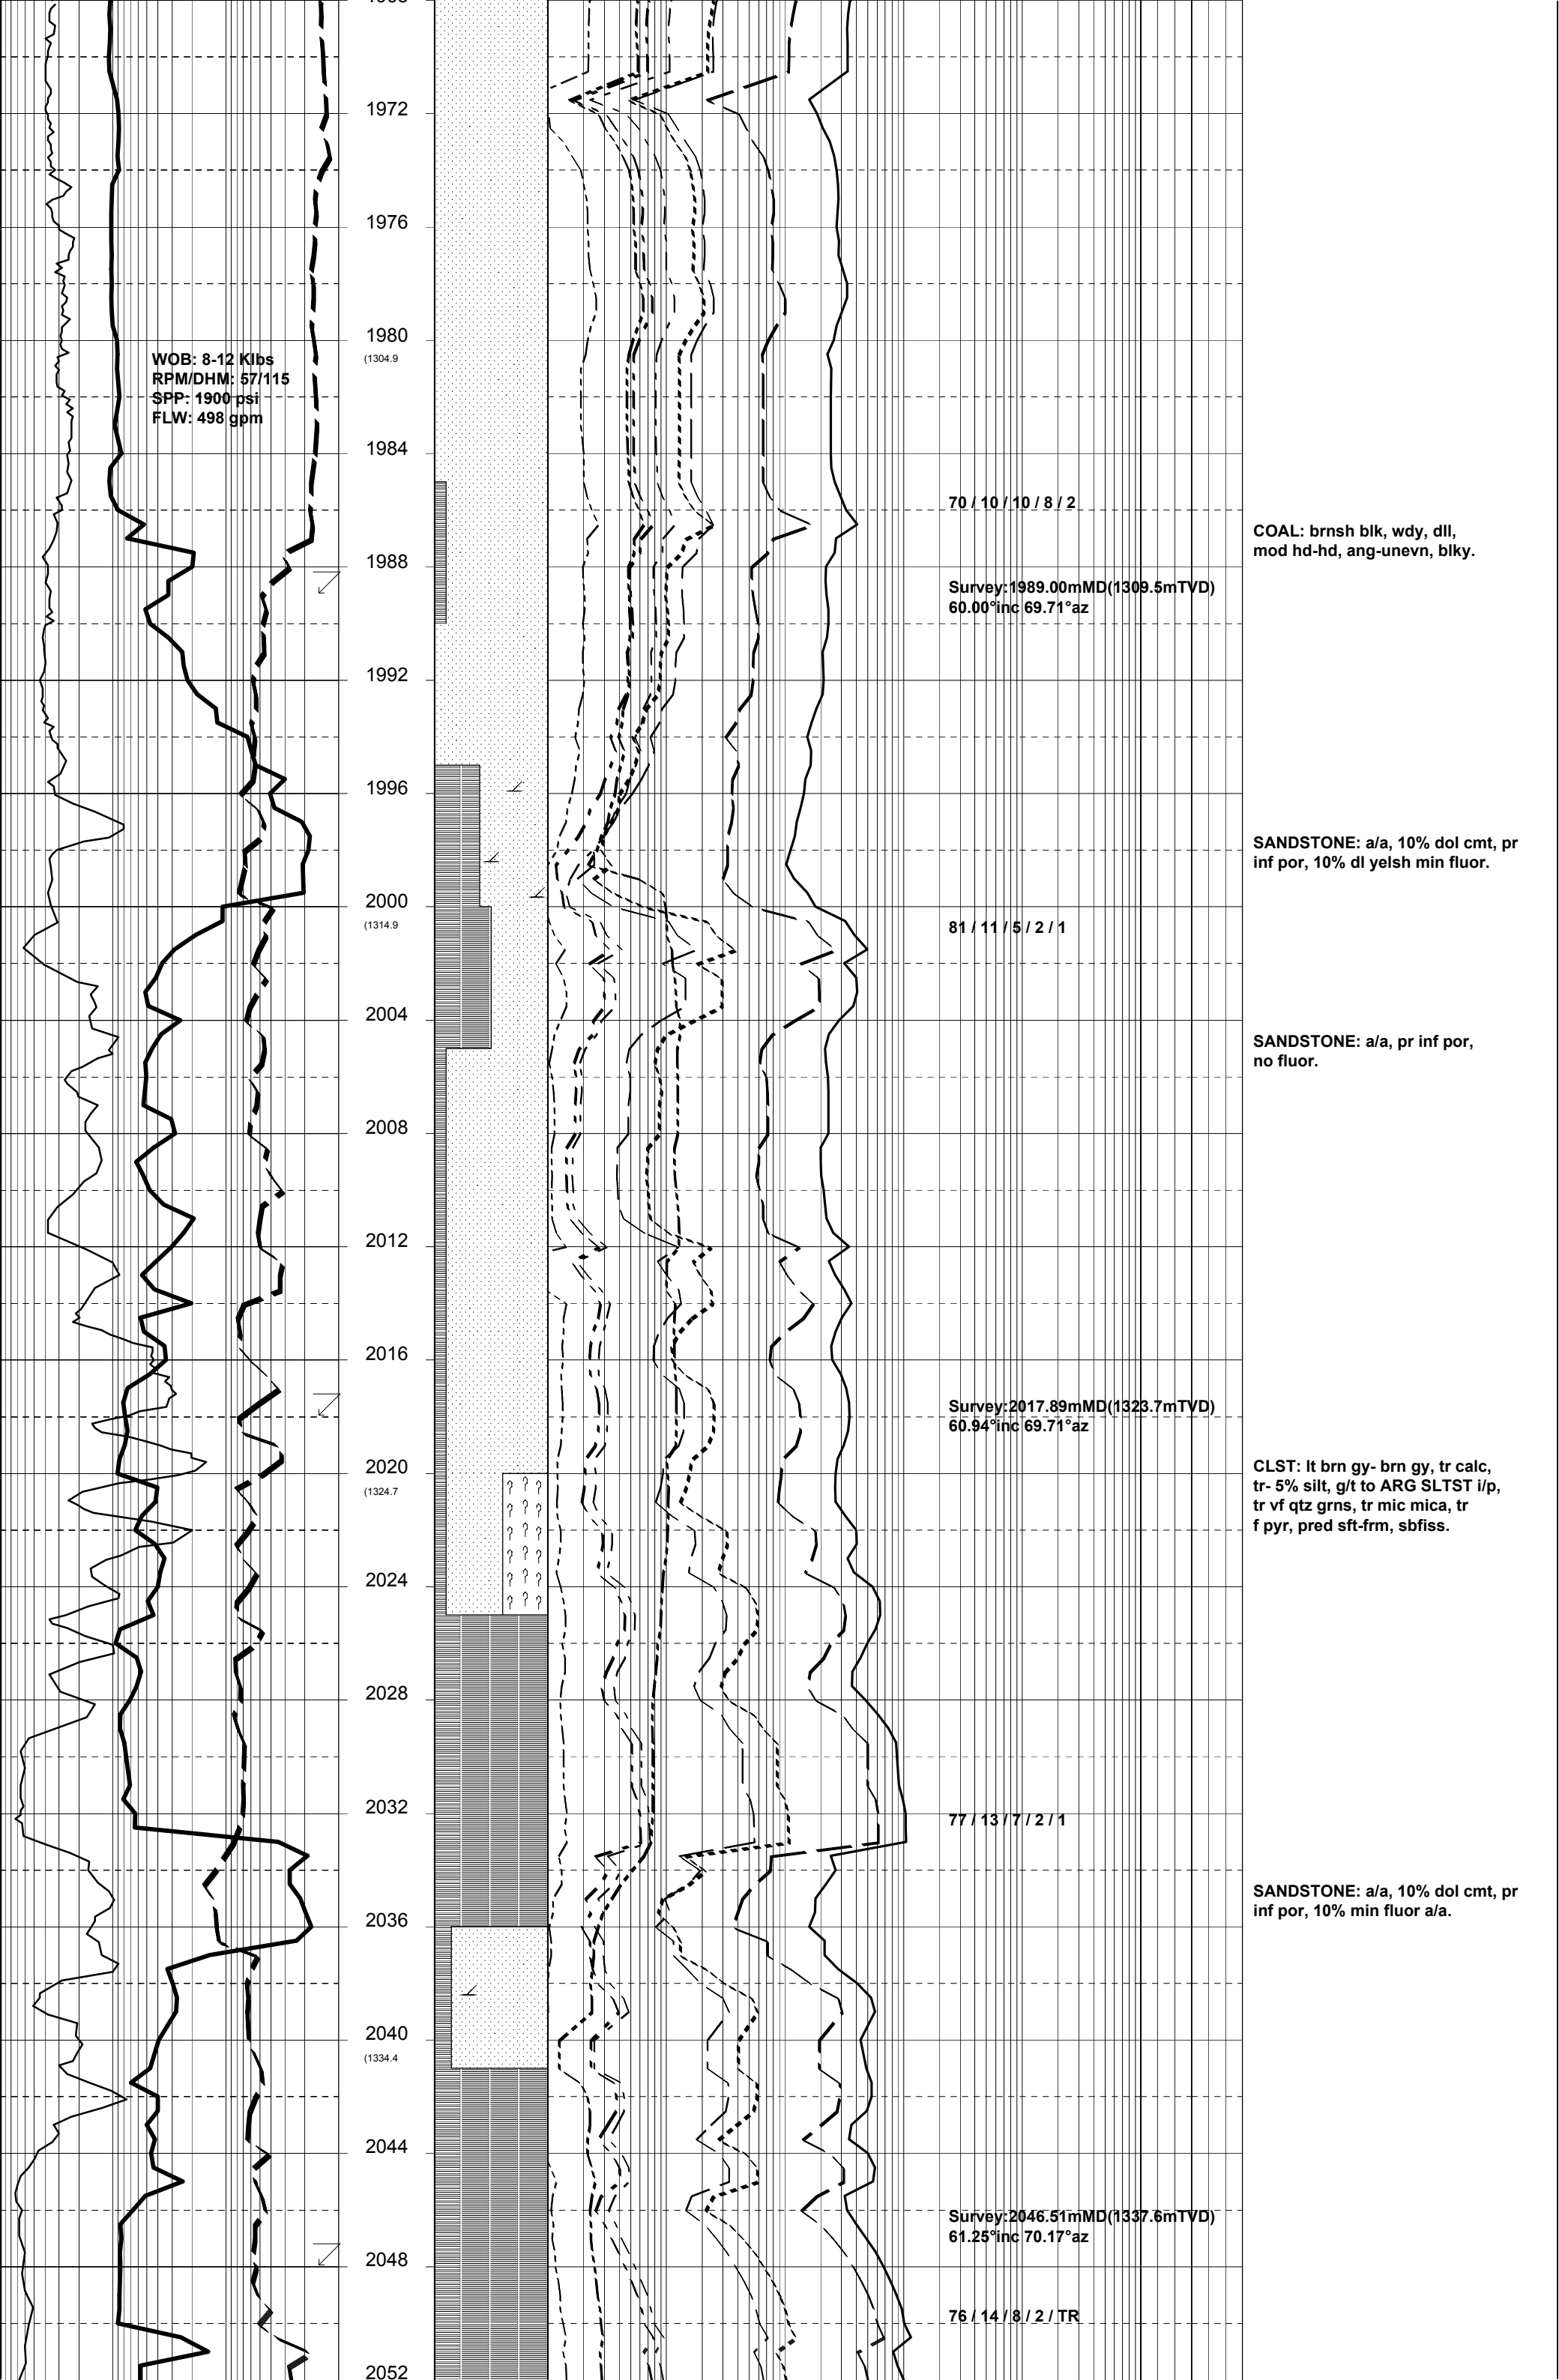 1972
1976
1980
(1304.9
WOB: 8-12 Klbs
RPM/DHM: 57/115
SPP: 1900 psi
FLW: 498 gpm
1984
70 / 10 / 10 / 8 / 2
COAL: brnsh blk, wdy, dll,
mod hd-hd, ang-unevn, blky.
1988
Survey:1989.00mMD(1309.5mTVD)
60.00°inc 69.71°az
1992
1996
SANDSTONE: a/a, 10% dol cmt, pr
inf por, 10% dl yelsh min fluor.
2000
(1314.9
81 / 11 / 5 / 2 / 1
2004
SANDSTONE: a/a, pr inf por,
no fluor.
2008
2012
2016
Survey:2017.89mMD(1323.7mTVD)
60.94°inc 69.71°az
2020
(1324.7
CLST: lt brn gy- brn gy, tr calc,
tr- 5% silt, g/t to ARG SLTST i/p,
tr vf qtz grns, tr mic mica, tr
f pyr, pred sft-frm, sbfiss.
2024
2028
2032
77 / 13 / 7 / 2 / 1
SANDSTONE: a/a, 10% dol cmt, pr
inf por, 10% min fluor a/a.
2036
2040
(1334.4
2044
Survey:2046.51mMD(1337.6mTVD)
61.25°inc 70.17°az
2048
76 / 14 / 8 / 2 / TR
2052